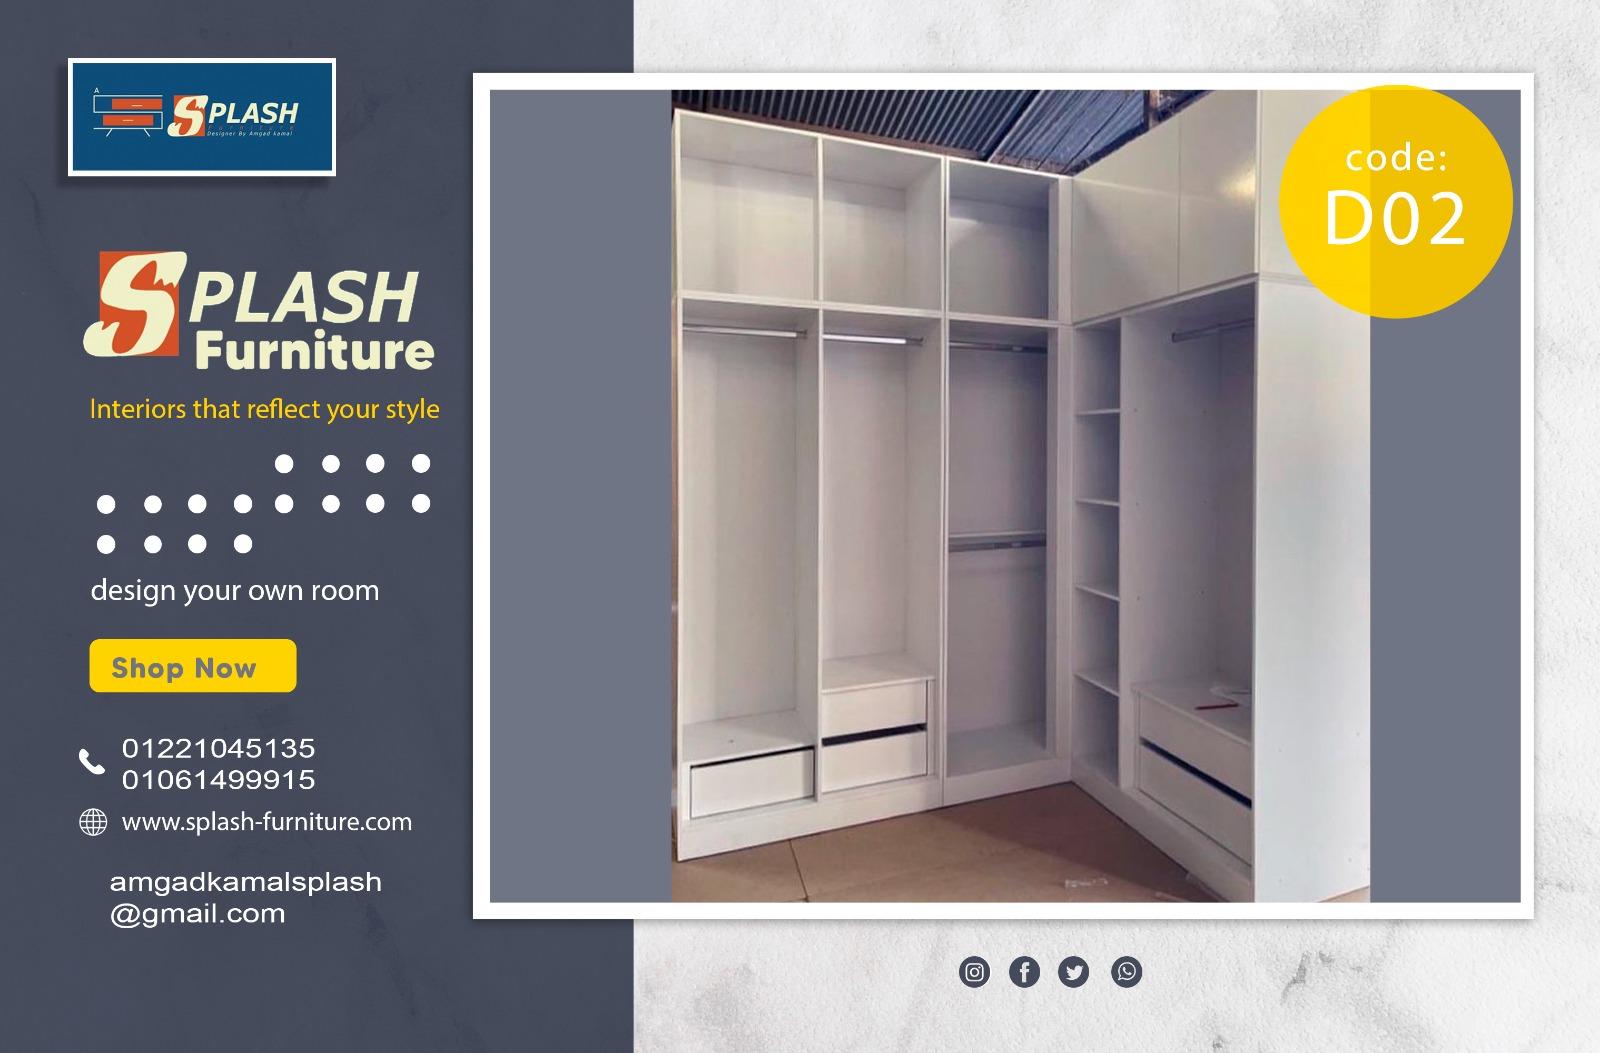 A
SPLASH
Furniture
Designer By Amgad kamal
SPLASH
Furniture
Interiors that reflect your style
design your own room
Shop Now
01221045135
01061499915
www.splash-furniture.com
amgadkamalsplash
@gmail.com
code:
D02